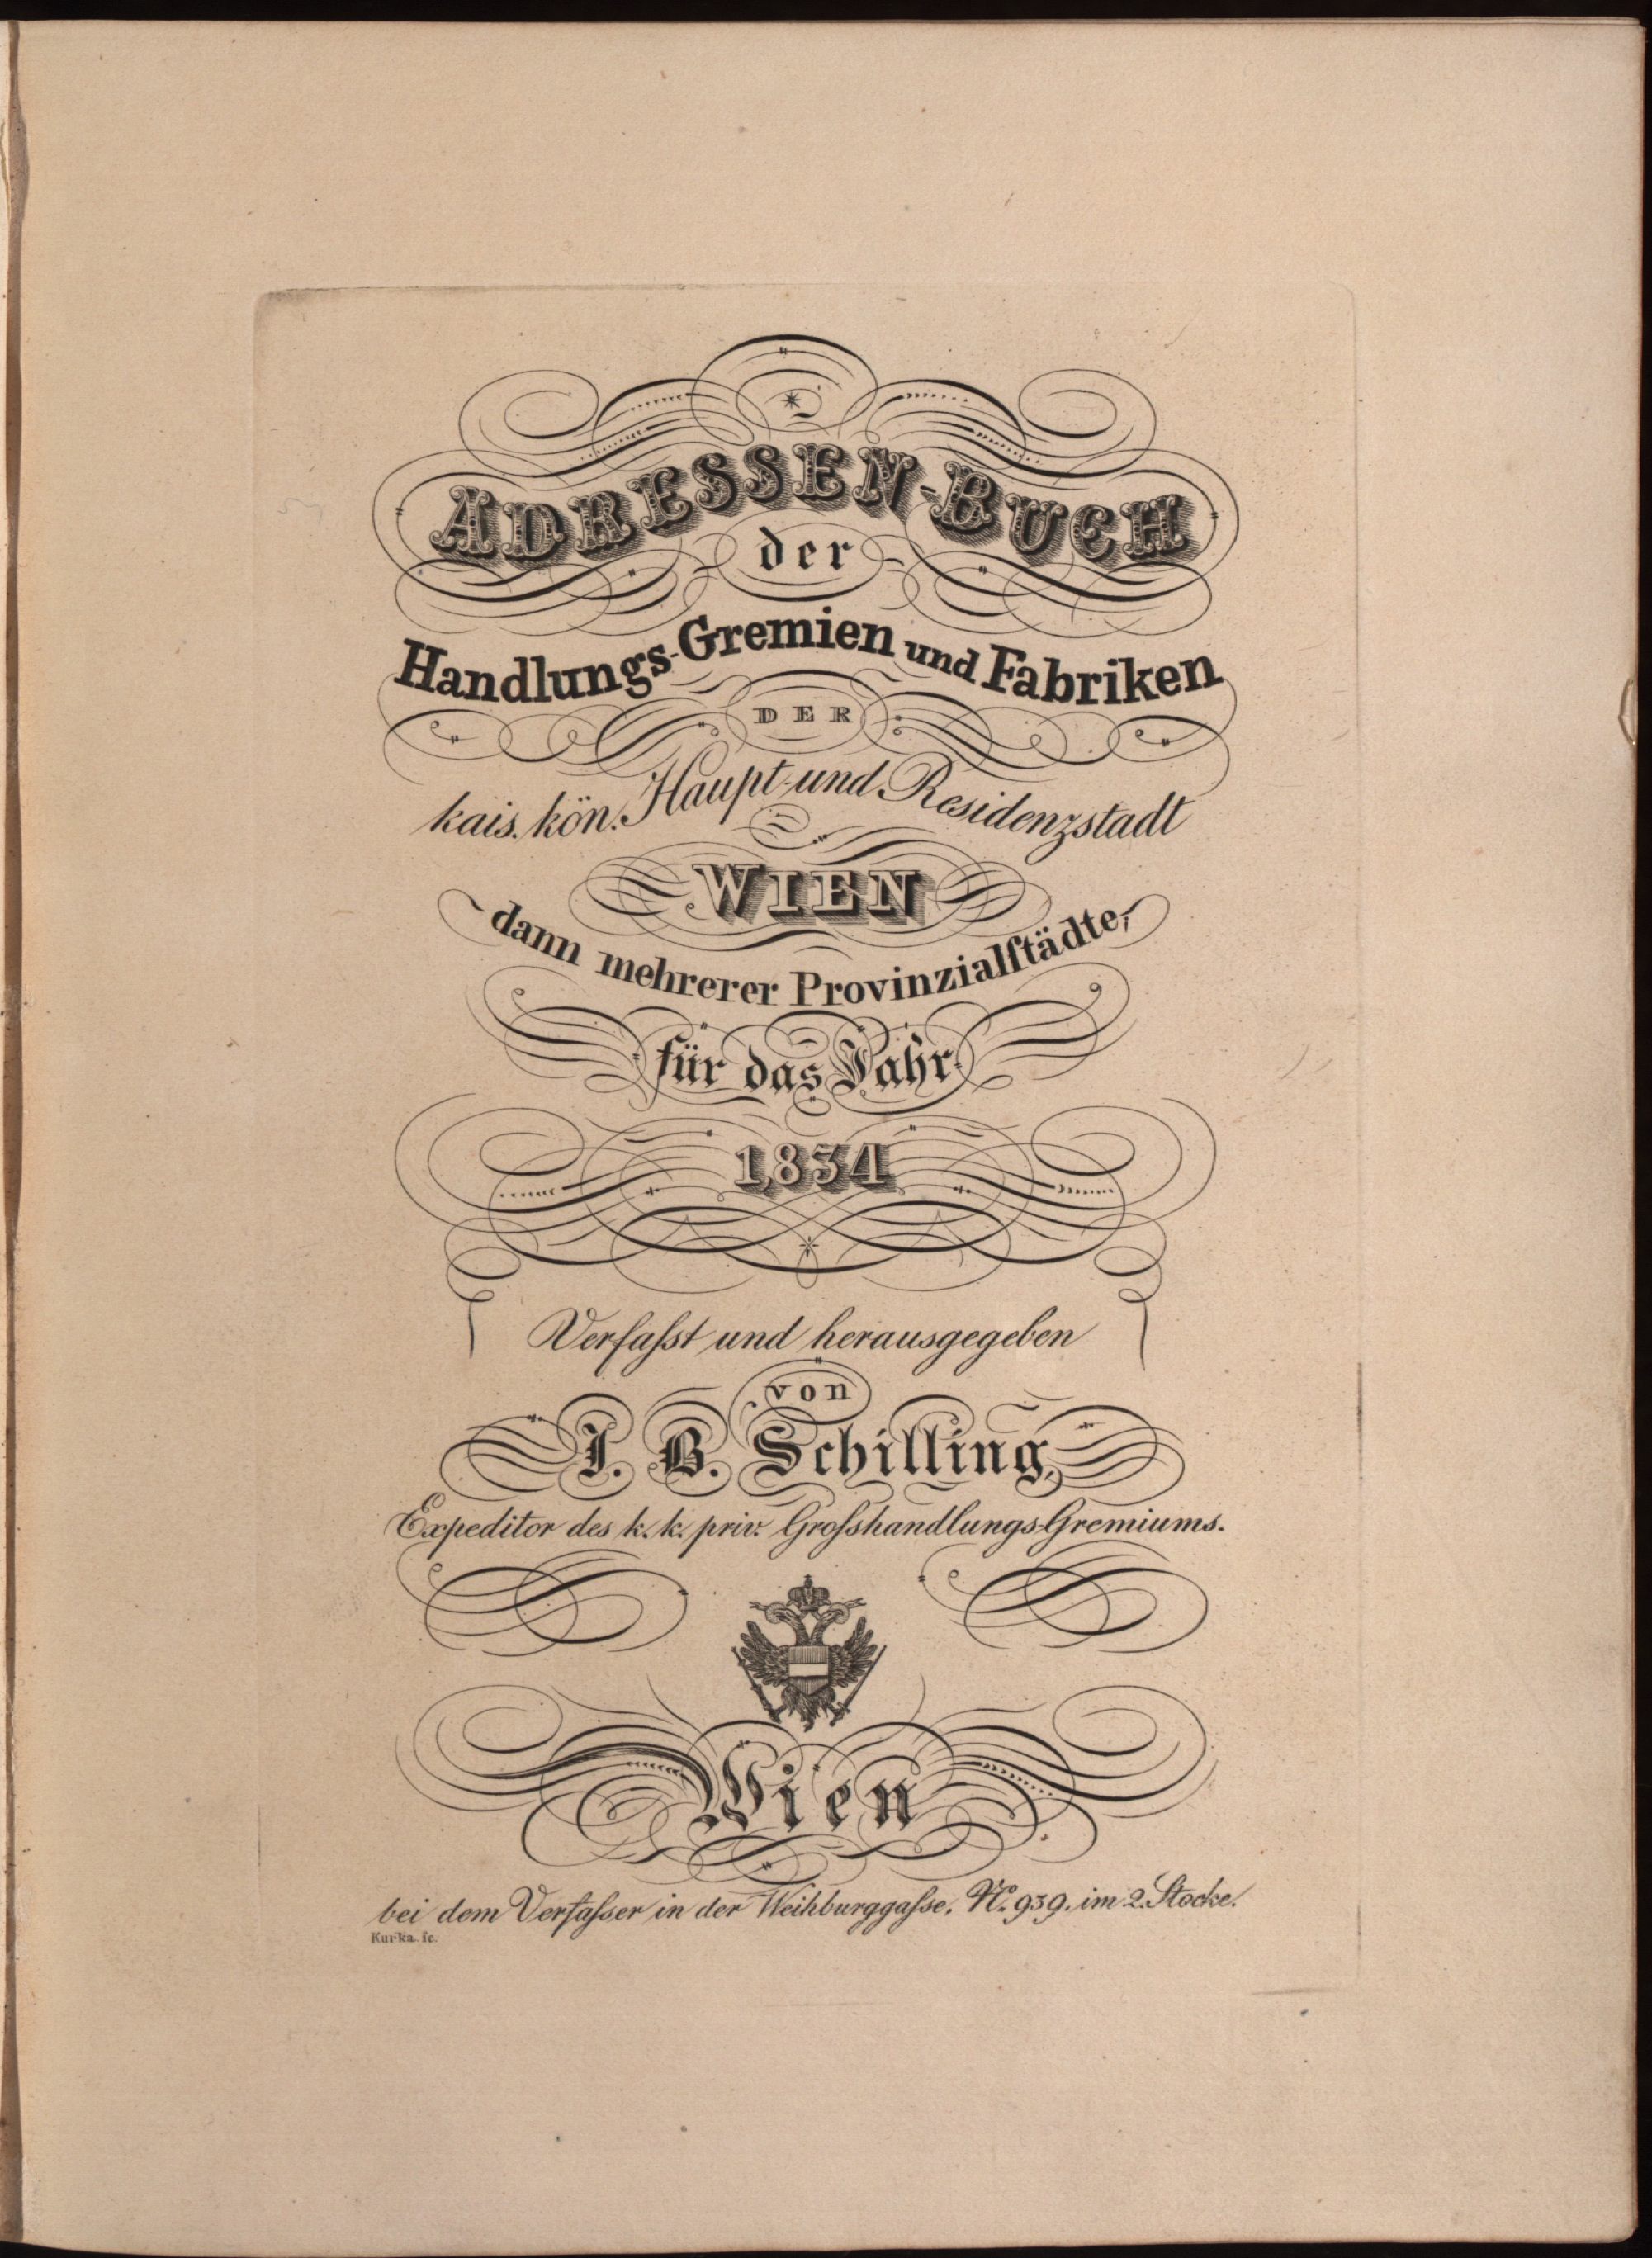 ADRESSEN-BUCH
der
Handlungs-Gremien und Fabriken
DER
kais. kön. Haupt-und Residenzstadt
WIEN
dann mehrerer Provinzialſtädte,
für das Jahr
1834
Verfaſst und herausgegeben
von
J. B. Schilling,
Expeditor des k. k. priv. Groſshandlungs-Gremiums.
Wien
bei dem Verfaſser in der Weihburggaſse, No. 939. im 2. Stocke.
Kurka. fc.